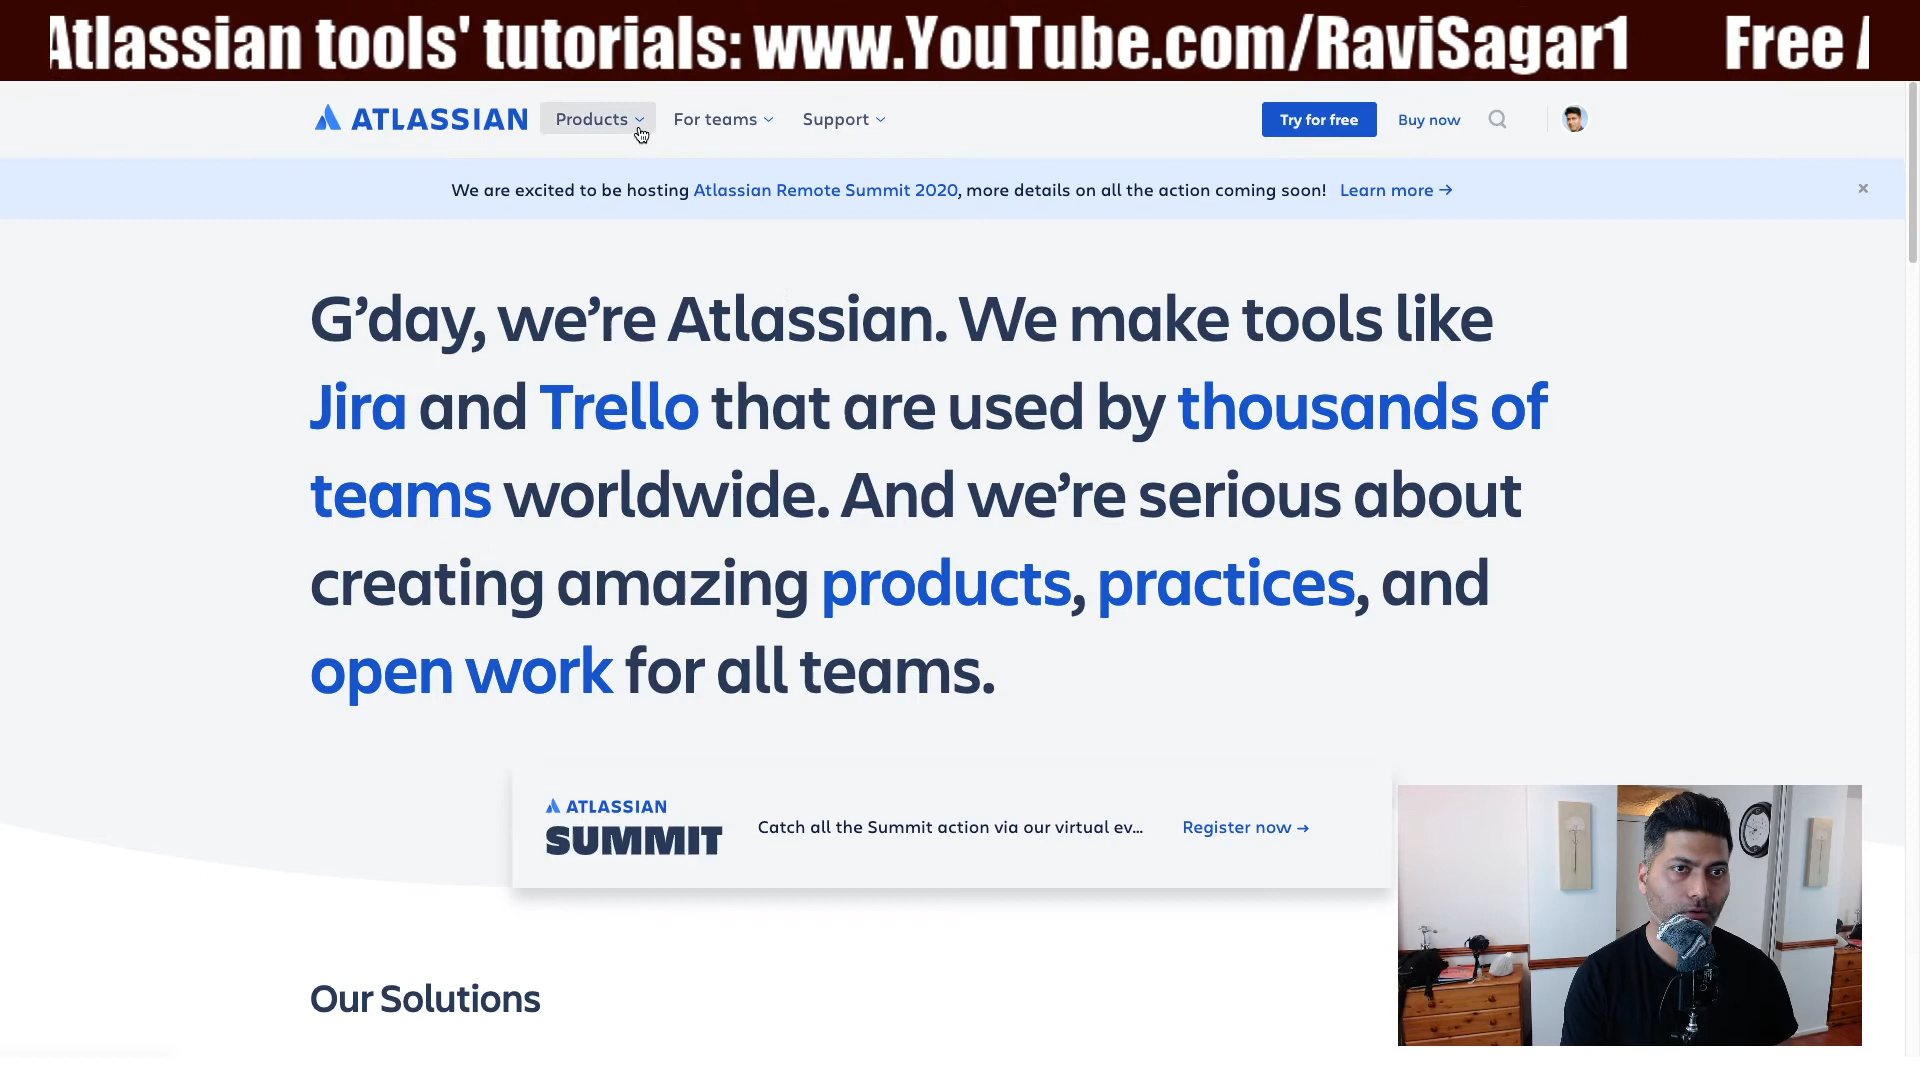 Atlassian tools' tutorials: www.YouTube.com/RaviSagar1 Free
ATLASSIAN Products For teams Support Try for free Buy now
We are excited to be hosting Atlassian Remote Summit 2020, more details on all the action coming soon! Learn more →
G’day, we’re Atlassian. We make tools like
Jira and Trello that are used by thousands of
teams worldwide. And we’re serious about
creating amazing products, practices, and
open work for all teams.
ATLASSIAN
SUMMIT
Catch all the Summit action via our virtual ev... Register now →
Our Solutions